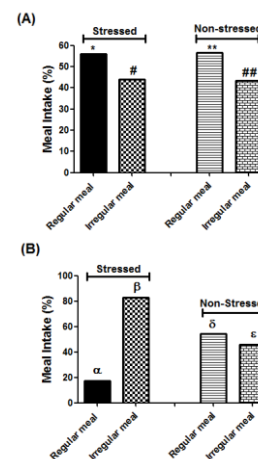 (A)
Stressed
Non-stressed
Meal Intake (%)
60
50
40
30
20
10
0
*
#
**
##
Regular meal
Irregular meal
Regular meal
Irregular meal
(B)
Stressed
Non-Stressed
Meal Intake (%)
100
80
60
40
20
0
α
β
δ
ε
Regular meal
Irregular meal
Regular meal
Irregular meal